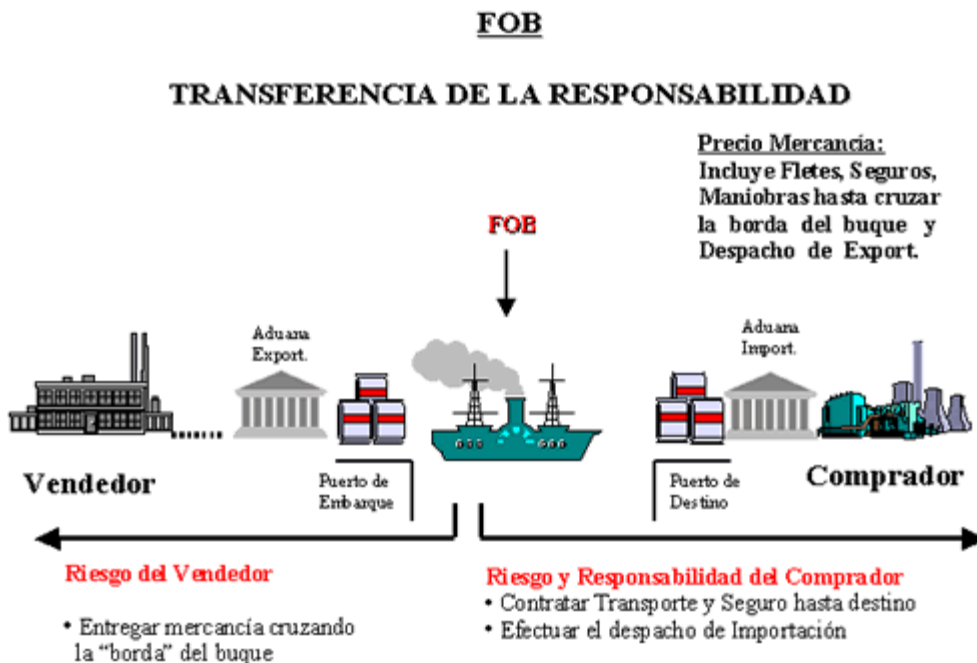 FOB
TRANSFERENCIA DE LA RESPONSABILIDAD
Precio Mercancía:
Incluye Fletes, Seguros,
Maniobras hasta cruzar
la borda del buque y
Despacho de Export.
FOB
Aduana
Export.
Aduana
Import.
Vendedor
Puerto de
Embarque
Puerto de
Destino
Comprador
Riesgo del Vendedor
• Entregar mercancía cruzando
la “borda” del buque
Riesgo y Responsabilidad del Comprador
• Contratar Transporte y Seguro hasta destino
• Efectuar el despacho de Importación